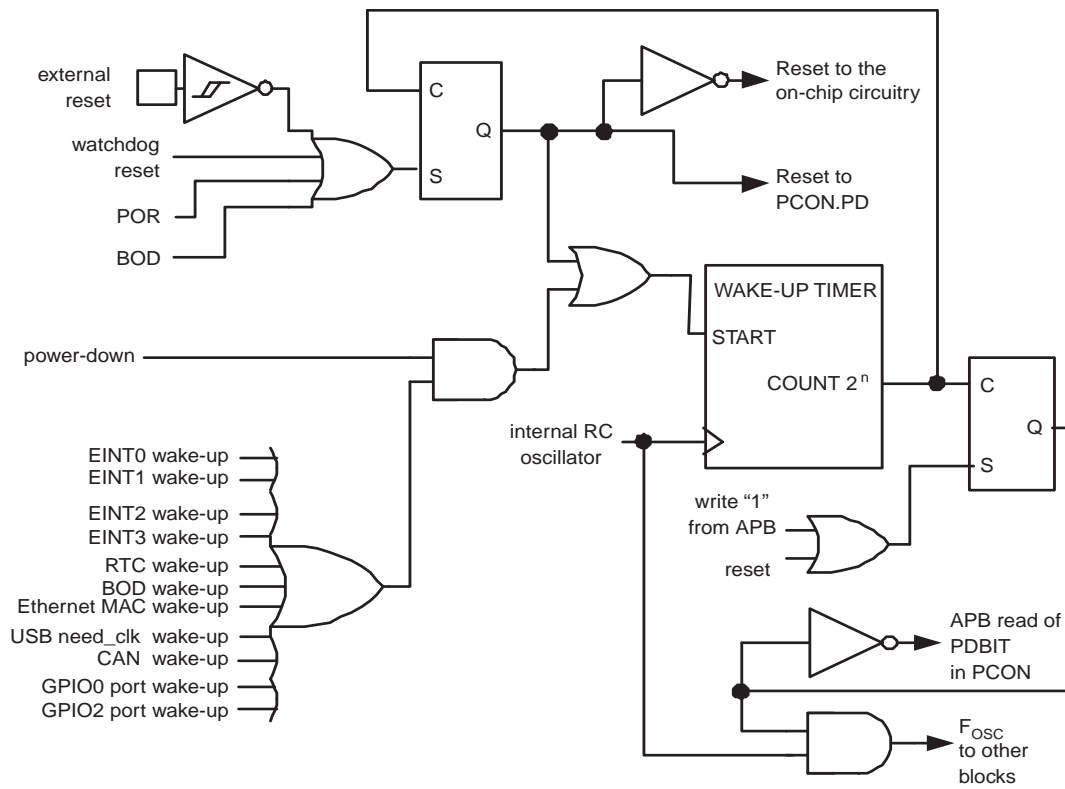 external
reset
watchdog
reset
POR
BOD
C
Q
S
Reset to the
on-chip circuitry
Reset to
PCON.PD
WAKE-UP TIMER
START
COUNT 2^n
power-down
internal RC
oscillator
C
Q
S
EINT0 wake-up
EINT1 wake-up
EINT2 wake-up
EINT3 wake-up
RTC wake-up
BOD wake-up
Ethernet MAC wake-up
USB need_clk wake-up
CAN wake-up
GPIO0 port wake-up
GPIO2 port wake-up
write “1”
from APB
reset
APB read of
PDBIT
in PCON
FOSC
to other
blocks